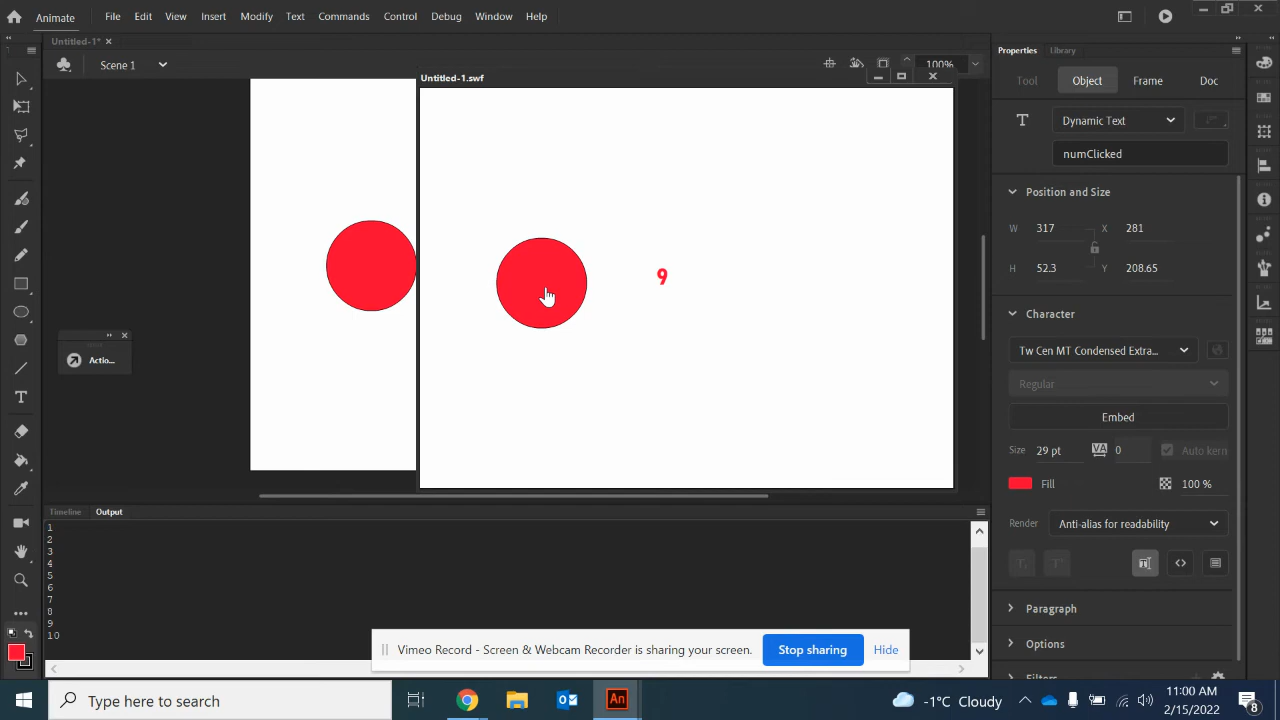 Animate File Edit View Insert Modify Text Commands Control Debug Window Help
Untitled-1*
Scene 1
100%
Untitled-1.swf
9
Actio...
Properties Library
Tool Object Frame Doc
Dynamic Text
numClicked
Position and Size
W 317 X 281
H 52.3 Y 208.65
Character
Tw Cen MT Condensed Extra...
Regular
Embed
Size 29 pt VA 0 Auto kern
Fill 100 %
Render Anti-alias for readability
Paragraph
Options
Filters
Timeline Output
1
2
3
4
5
6
7
8
9
10
Vimeo Record - Screen & Webcam Recorder is sharing your screen. Stop sharing Hide
Type here to search
An
-1°C Cloudy
11:00 AM
2/15/2022
8